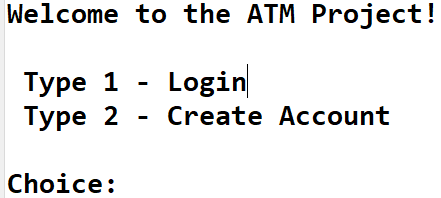 Welcome to the ATM Project!
Type 1 - Login
Type 2 - Create Account
Choice: